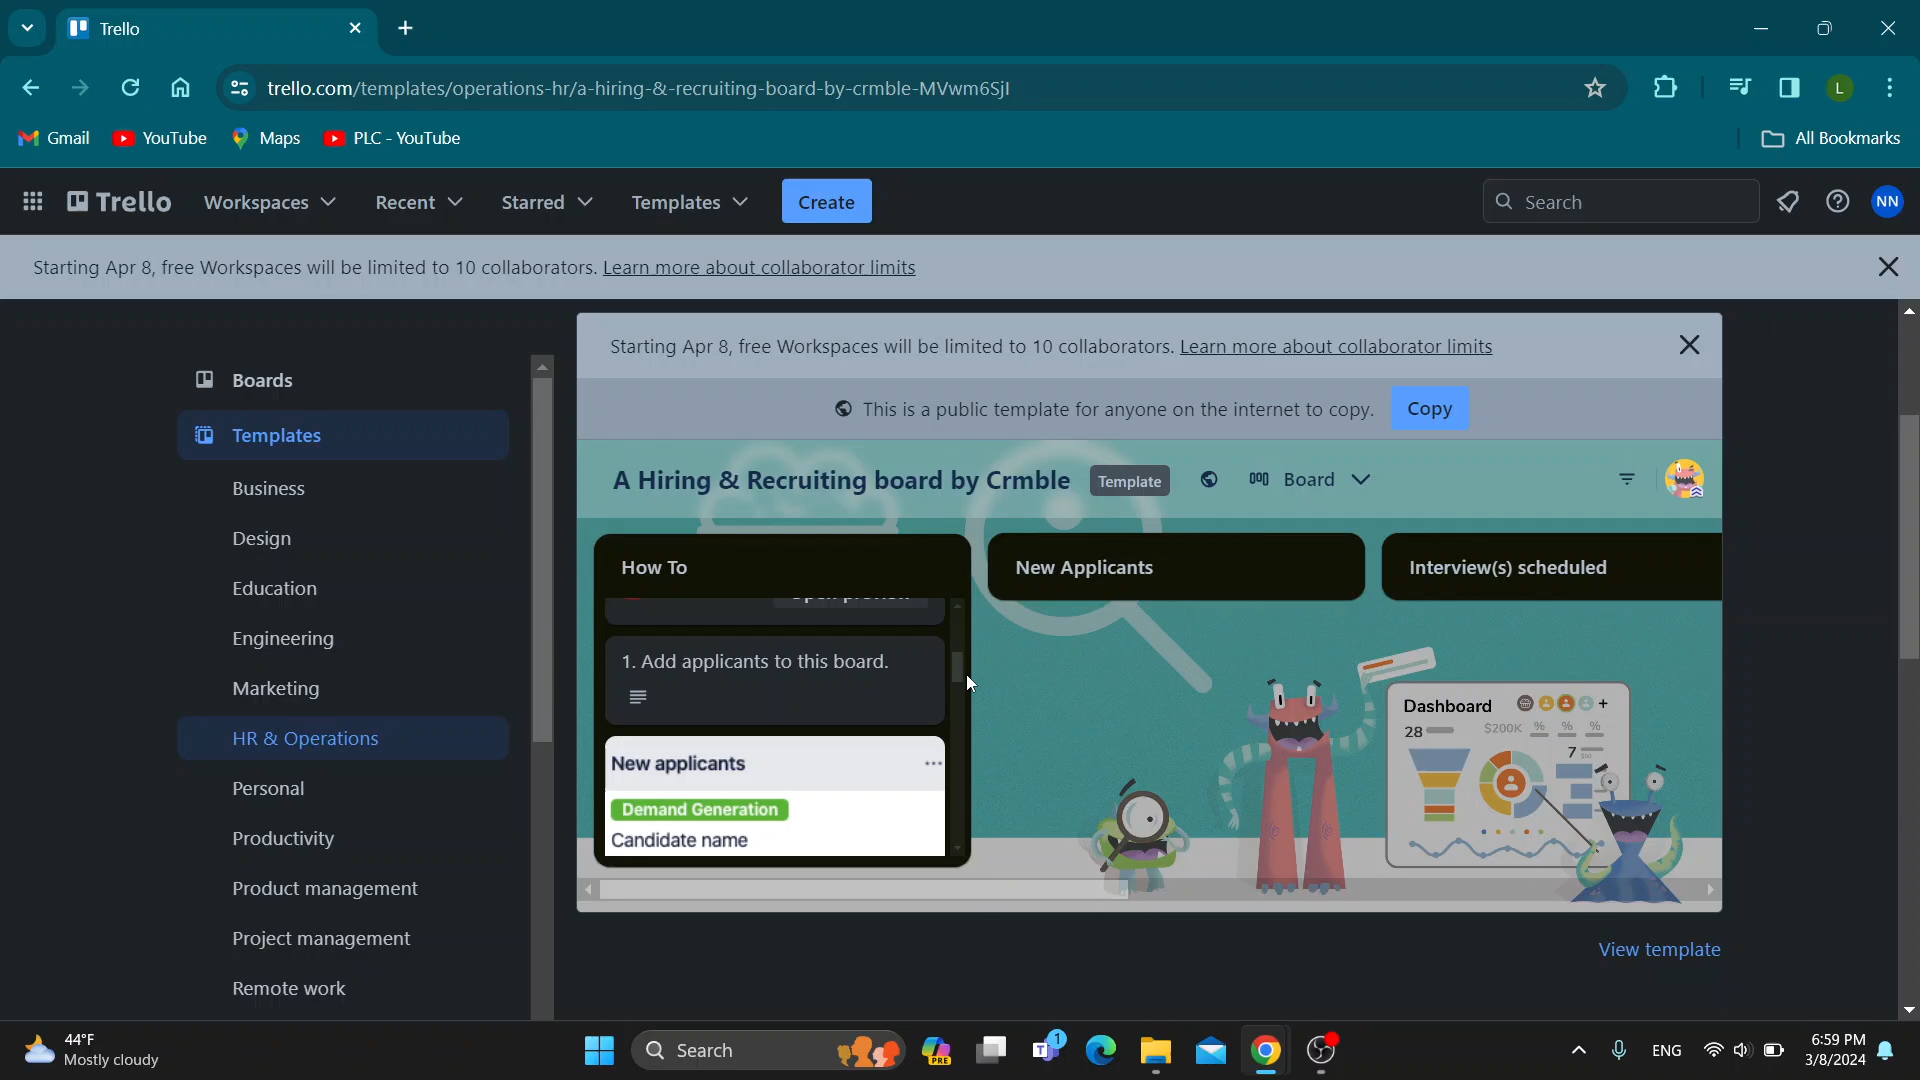 Trello
trello.com/templates/operations-hr/a-hiring-&-recruiting-board-by-crmble-MVwm6SjI
L
Gmail
YouTube
Maps
PLC - YouTube
All Bookmarks
Trello
Workspaces
Recent
Starred
Templates
Create
Search
NN
Starting Apr 8, free Workspaces will be limited to 10 collaborators. Learn more about collaborator limits
Boards
Templates
Business
Design
Education
Engineering
Marketing
HR & Operations
Personal
Productivity
Product management
Project management
Remote work
Starting Apr 8, free Workspaces will be limited to 10 collaborators. Learn more about collaborator limits
This is a public template for anyone on the internet to copy.
Copy
A Hiring & Recruiting board by Crmble
Template
Board
How To
New Applicants
Interview(s) scheduled
1. Add applicants to this board.
New applicants
Demand Generation
Candidate name
Dashboard
28
$200K
%
%
%
7
View template
44°F
Mostly cloudy
Search
PRE
1
ENG
6:59 PM
3/8/2024